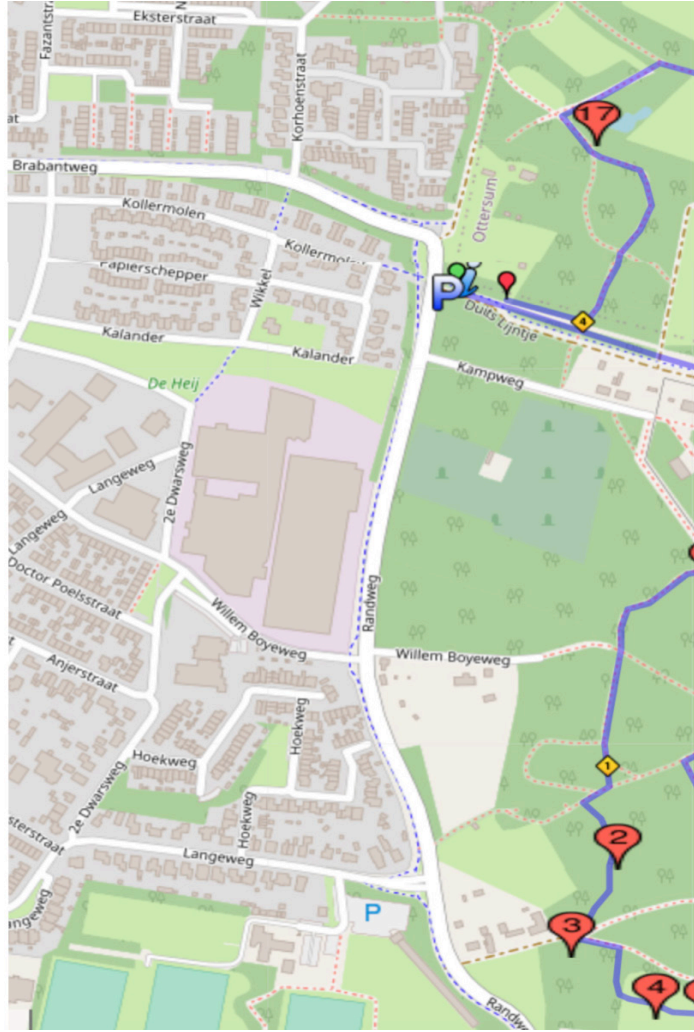 Eksterstraat
Fazantstr
N
Korhoenstraat
at
17
Brabantweg
Kollermolen
Ottersum
Kollermolen
Papierschepper
Wikkel
P
Duits Lijntje
4
Kalander
Kalander
Kampweg
De Heij
Langeweg
2e Dwarsweg
Langeweg
Doctor Poelsstraat
Randweg
Willem Boyeweg
Willem Boyeweg
Anjerstraat
Hoekweg
Hoekweg
1
2e Dwarsweg
Hoekweg
2
sterstraat
Langeweg
angeweg
P
3
4
Randw